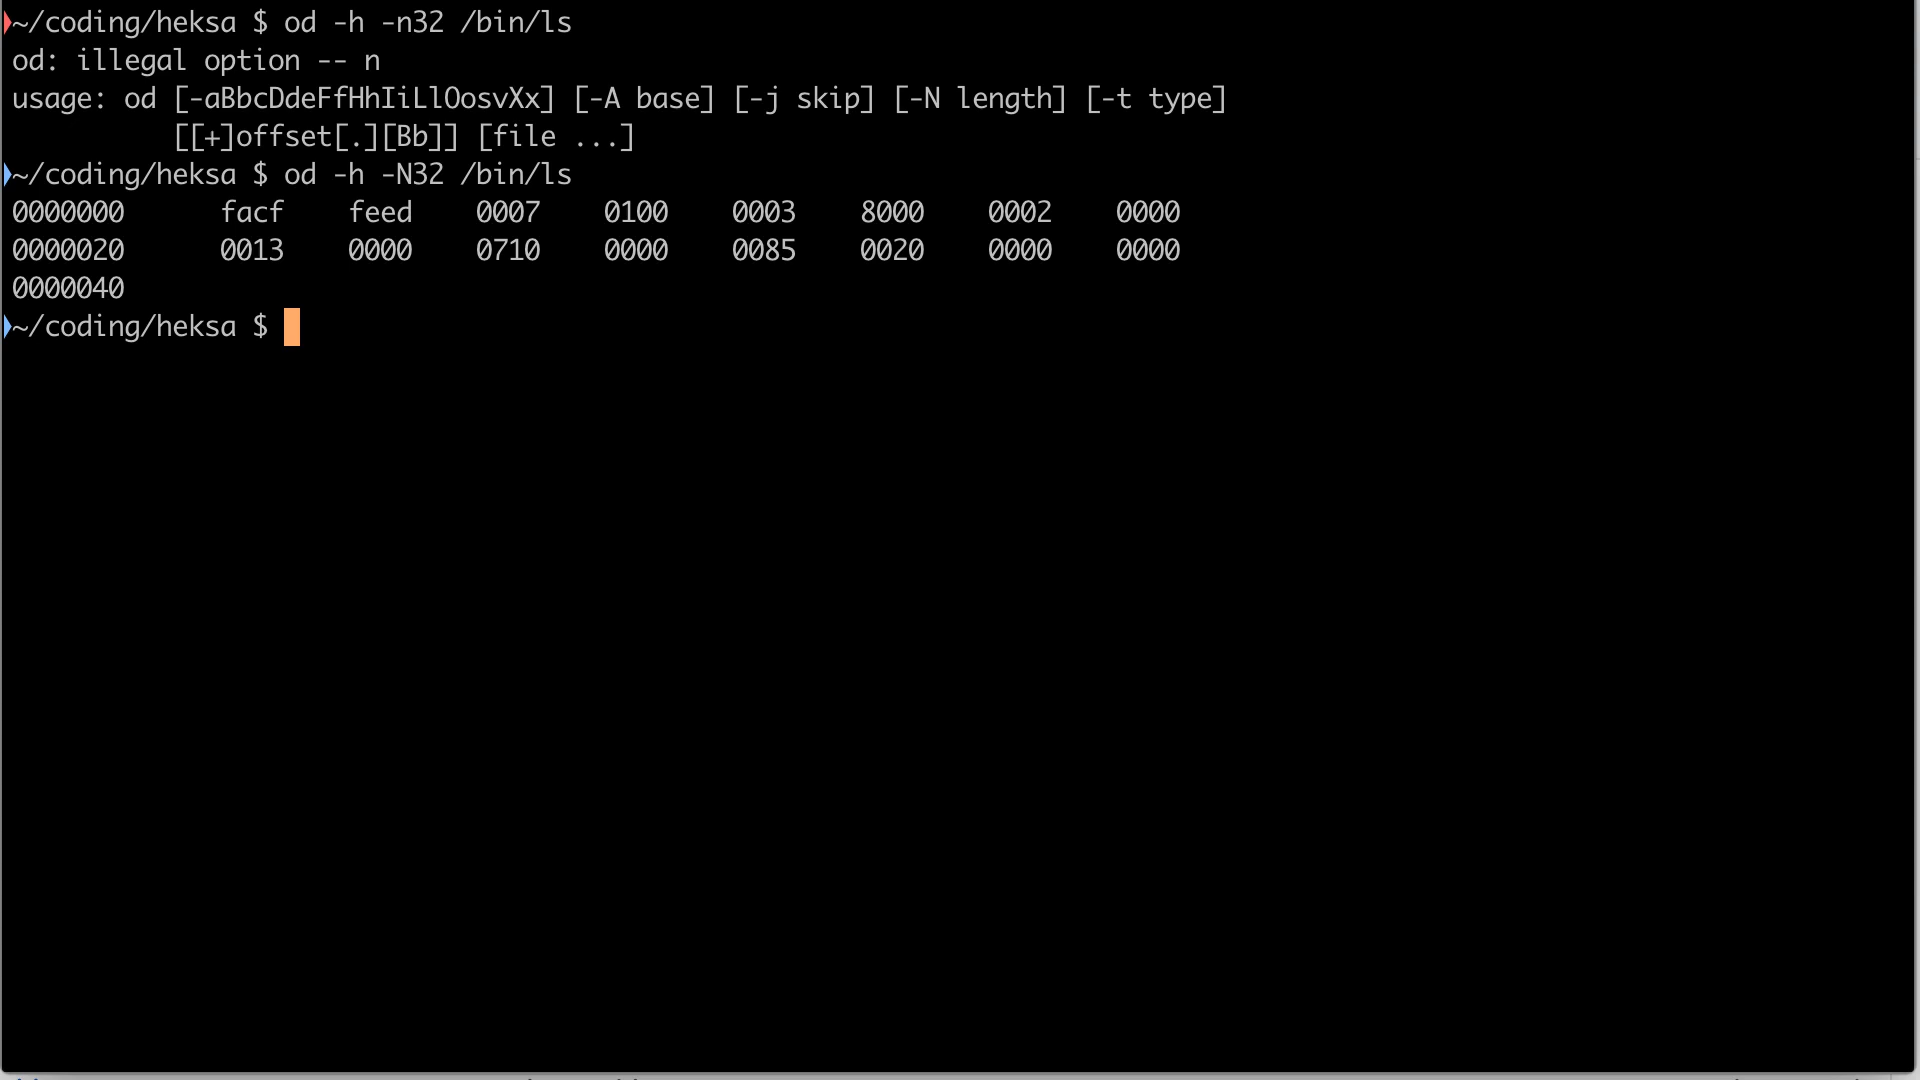 ~/coding/heksa $ od -h -n32 /bin/ls
od: illegal option -- n
usage: od [-aBbcDdeFfHhIiLlOosvXx] [-A base] [-j skip] [-N length] [-t type]
          [[+]offset[.][Bb]] [file ...]
~/coding/heksa $ od -h -N32 /bin/ls
0000000      facf    feed    0007    0100    0003    8000    0002    0000
0000020      0013    0000    0710    0000    0085    0020    0000    0000
0000040
~/coding/heksa $